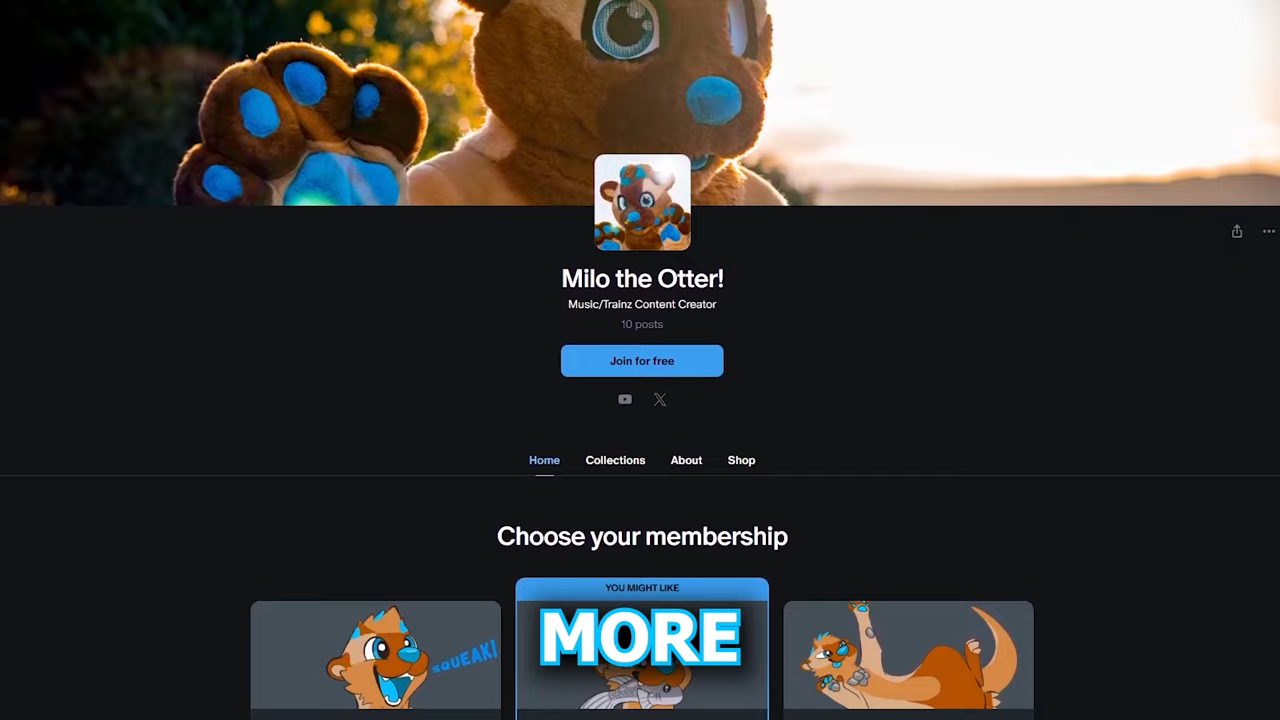 Milo the Otter!
Music/Trainz Content Creator
10 posts
Join for free
Home Collections About Shop
Choose your membership
YOU MIGHT LIKE
SQUEAK!
MORE